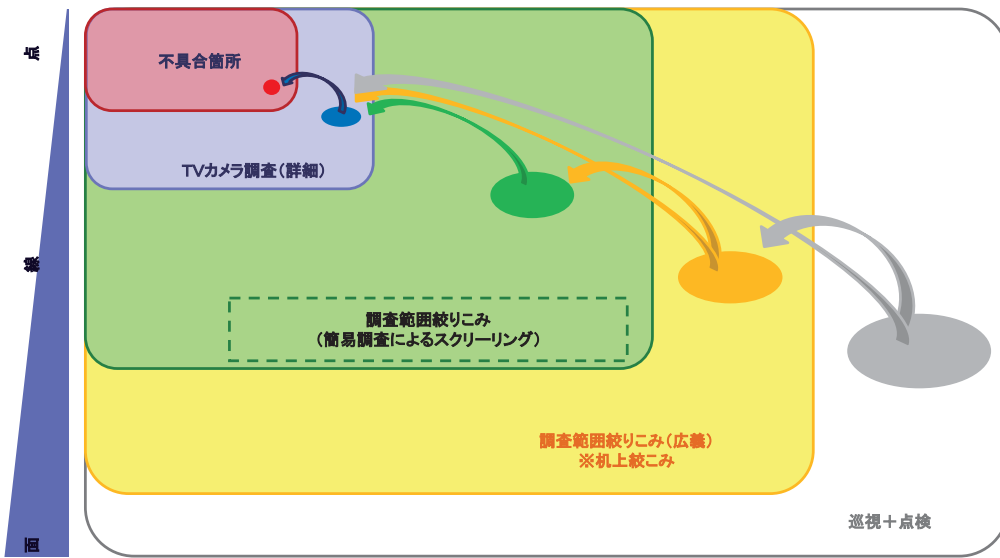 点
不具合箇所
TVカメラ調査(詳細)
線
調査範囲絞りこみ
(簡易調査によるスクリーリング)
調査範囲絞りこみ(広義)
※机上絞こみ
巡視+点検
面